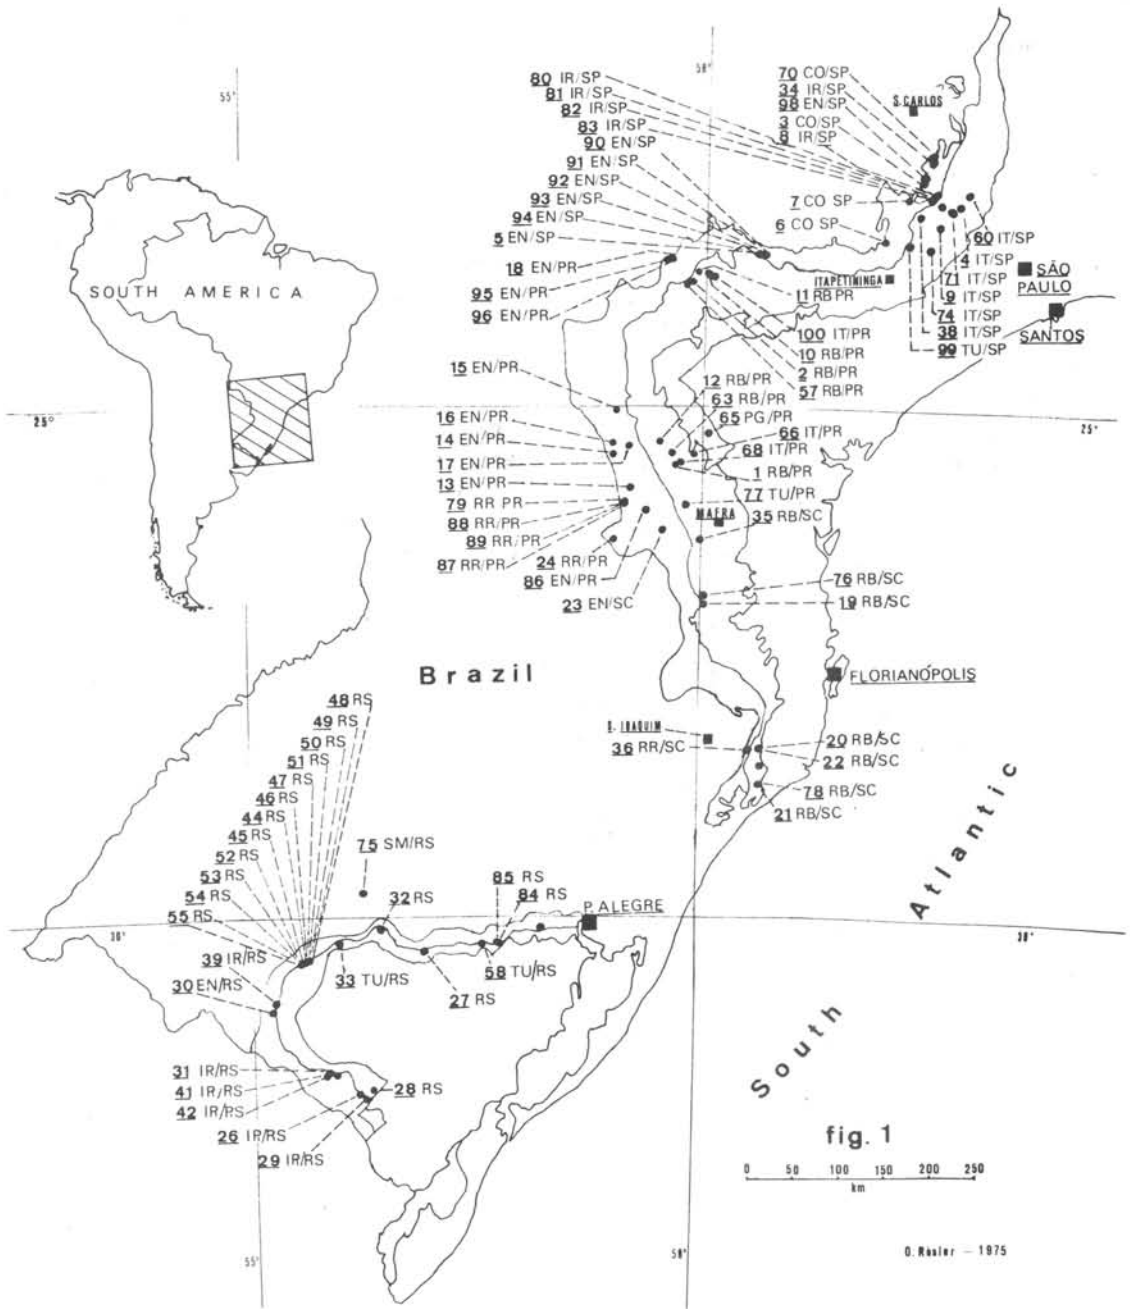 55°
50°
80 IR/SP
81 IR/SP
82 IR/SP
83 IR/SP
90 EN/SP
91 EN/SP
92 EN/SP
93 EN/SP
94 EN/SP
5 EN/SP
18 EN/PR
95 EN/PR
96 EN/PR
70 CO/SP
34 IR/SP
98 EN/SP
3 CO/SP
8 IR/SP
S. CARLOS
7 CO SP
6 CO SP
60 IT/SP
4 IT/SP
71 IT/SP
9 IT/SP
74 IT/SP
38 IT/SP
99 TU/SP
SÃO
PAULO
SANTOS
ITAPETININGA
11 RB PR
100 IT/PR
10 RB/PR
2 RB/PR
57 RB/PR
SOUTH AMERICA
25°
25°
15 EN/PR
16 EN/PR
14 EN/PR
17 EN/PR
13 EN/PR
79 RR PR
88 RR/PR
89 RR/PR
87 RR/PR
24 RR/PR
86 EN/PR
23 EN/SC
12 RB/PR
63 RB/PR
65 PG/PR
66 IT/PR
68 IT/PR
1 RB/PR
77 TU/PR
MAFRA
35 RB/SC
76 RB/SC
19 RB/SC
Brazil
FLORIANÓPOLIS
S. JOAQUIM
36 RR/SC
20 RB/SC
22 RB/SC
78 RB/SC
21 RB/SC
48 RS
49 RS
50 RS
51 RS
47 RS
46 RS
44 RS
45 RS
52 RS
53 RS
54 RS
55 RS
39 IR/RS
30 EN/RS
75 SM/RS
32 RS
85 RS
84 RS
P. ALEGRE
30°
30°
33 TU/RS
27 RS
58 TU/RS
31 IR/RS
41 IR/RS
42 IR/RS
26 IR/RS
29 IR/RS
28 RS
South Atlantic
fig. 1
0 50 100 150 200 250
km
55°
50°
O. Rösler – 1975